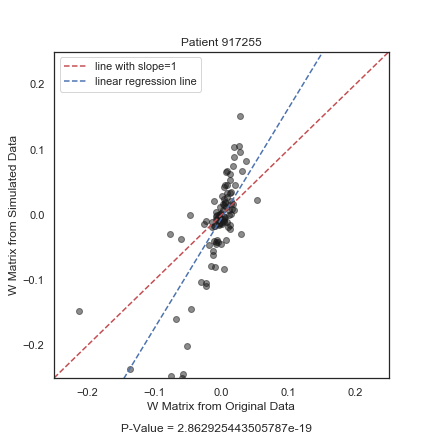 Patient 917255
line with slope=1
linear regression line
W Matrix from Simulated Data
0.2
0.1
0.0
−0.1
−0.2
−0.2
−0.1
0.0
0.1
0.2
W Matrix from Original Data
P-Value = 2.862925443505787e-19